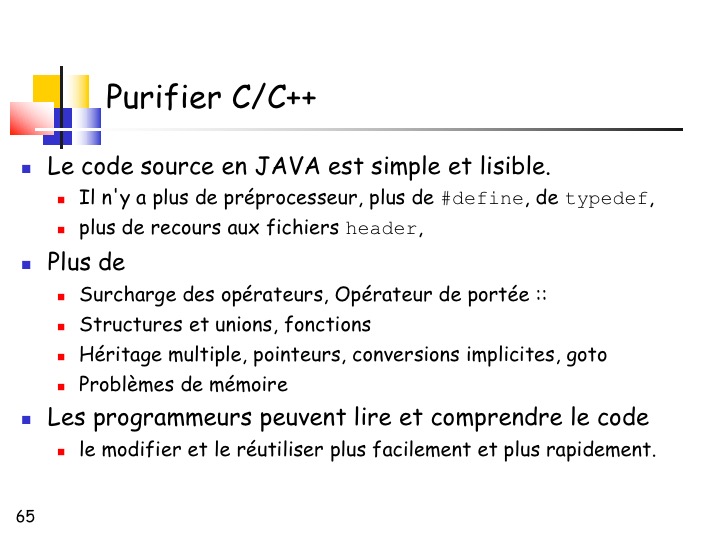 Purifier C/C++
Le code source en JAVA est simple et lisible.
Il n'y a plus de préprocesseur, plus de #define, de typedef,
plus de recours aux fichiers header,
Plus de
Surcharge des opérateurs, Opérateur de portée ::
Structures et unions, fonctions
Héritage multiple, pointeurs, conversions implicites, goto
Problèmes de mémoire
Les programmeurs peuvent lire et comprendre le code
le modifier et le réutiliser plus facilement et plus rapidement.
65